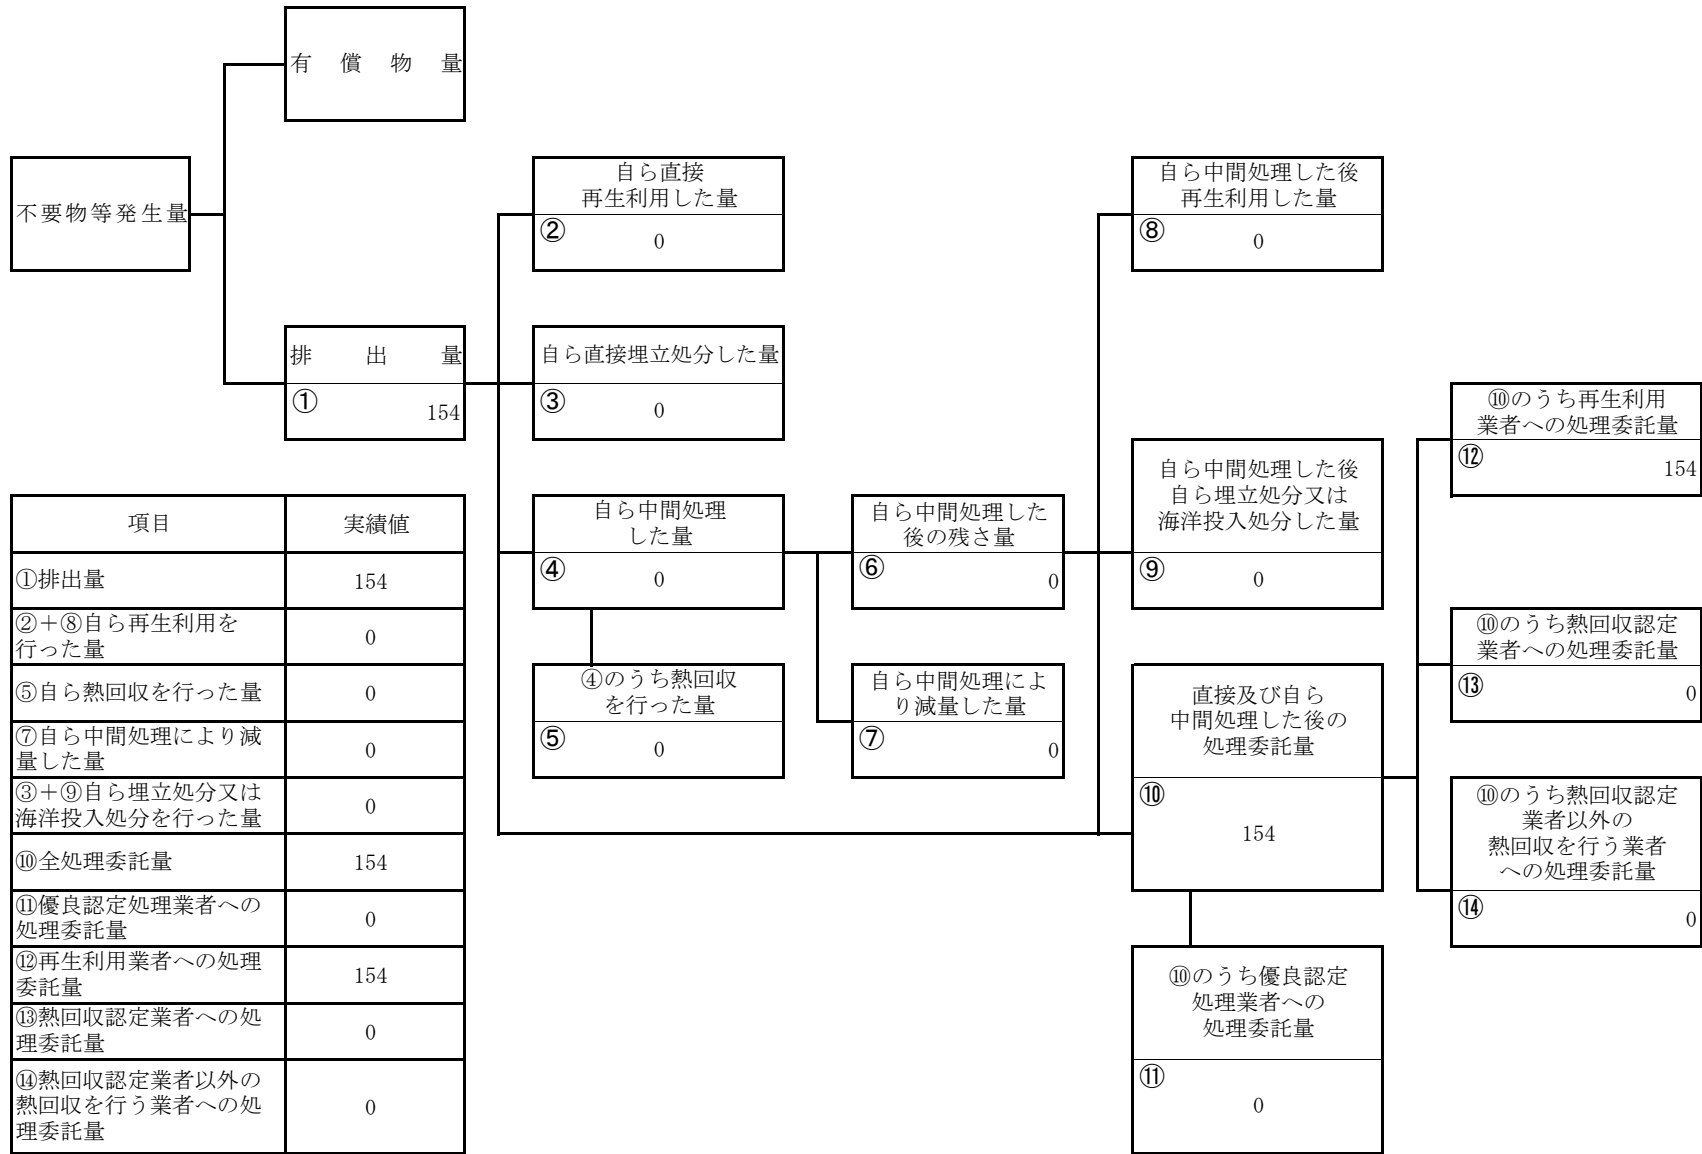 有償物量
不要物等発生量
排出量
①
154
自ら直接
再生利用した量
②
0
自ら直接埋立処分した量
③
0
自ら中間処理
した量
④
0
④のうち熱回収
を行った量
⑤
0
自ら中間処理した
後の残さ量
⑥
0
自ら中間処理によ
り減量した量
⑦
0
自ら中間処理した後
再生利用した量
⑧
0
自ら中間処理した後
自ら埋立処分又は
海洋投入処分した量
⑨
0
直接及び自ら
中間処理した後の
処理委託量
⑩
154
⑩のうち優良認定
処理業者への
処理委託量
⑪
0
⑩のうち再生利用
業者への処理委託量
⑫
154
⑩のうち熱回収認定
業者への処理委託量
⑬
0
⑩のうち熱回収認定
業者以外の
熱回収を行う業者
への処理委託量
⑭
0
項目 実績値
①排出量 154
②+⑧自ら再生利用を
行った量 0
⑤自ら熱回収を行った量 0
⑦自ら中間処理により減
量した量 0
③+⑨自ら埋立処分又は
海洋投入処分を行った量 0
⑩全処理委託量 154
⑪優良認定処理業者への
処理委託量 0
⑫再生利用業者への処理
委託量 154
⑬熱回収認定業者への処
理委託量 0
⑭熱回収認定業者以外の
熱回収を行う業者への処
理委託量 0